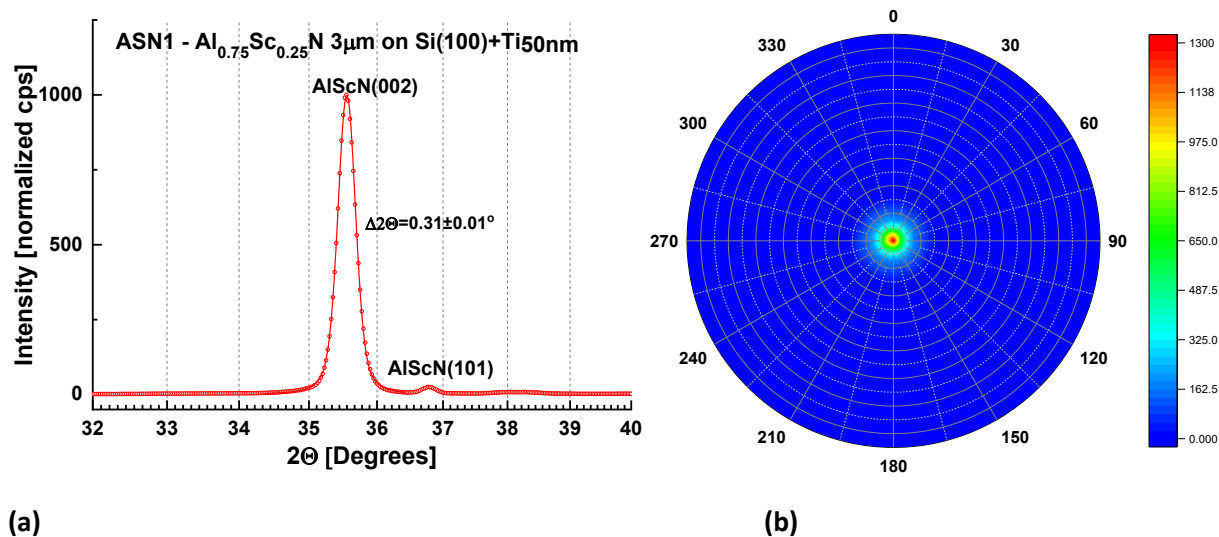 ASN1 - Al0.75Sc0.25N 3μm on Si(100)+Ti50nm
AlScN(002)
Δ2Θ=0.31±0.01°
AlScN(101)
Intensity [normalized cps]
1000
500
0
32 33 34 35 36 37 38 39 40
2Θ [Degrees]
(a)
0
30
60
90
120
150
180
210
240
270
300
330
1300
1138
975.0
812.5
650.0
487.5
325.0
162.5
0.000
(b)